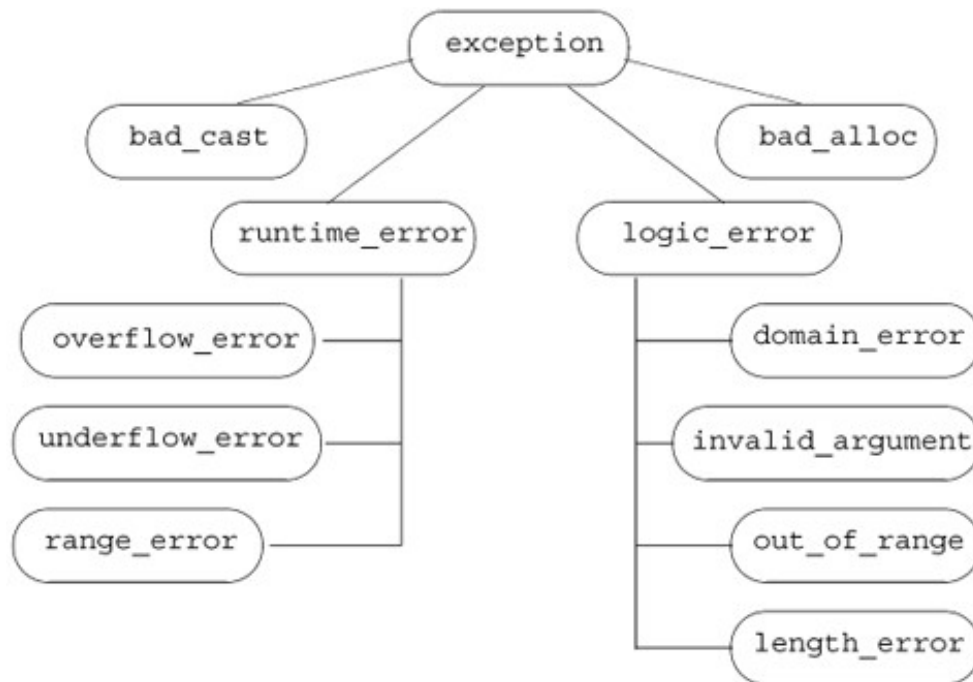 exception
bad_cast
bad_alloc
runtime_error
logic_error
overflow_error
domain_error
underflow_error
invalid_argument
range_error
out_of_range
length_error